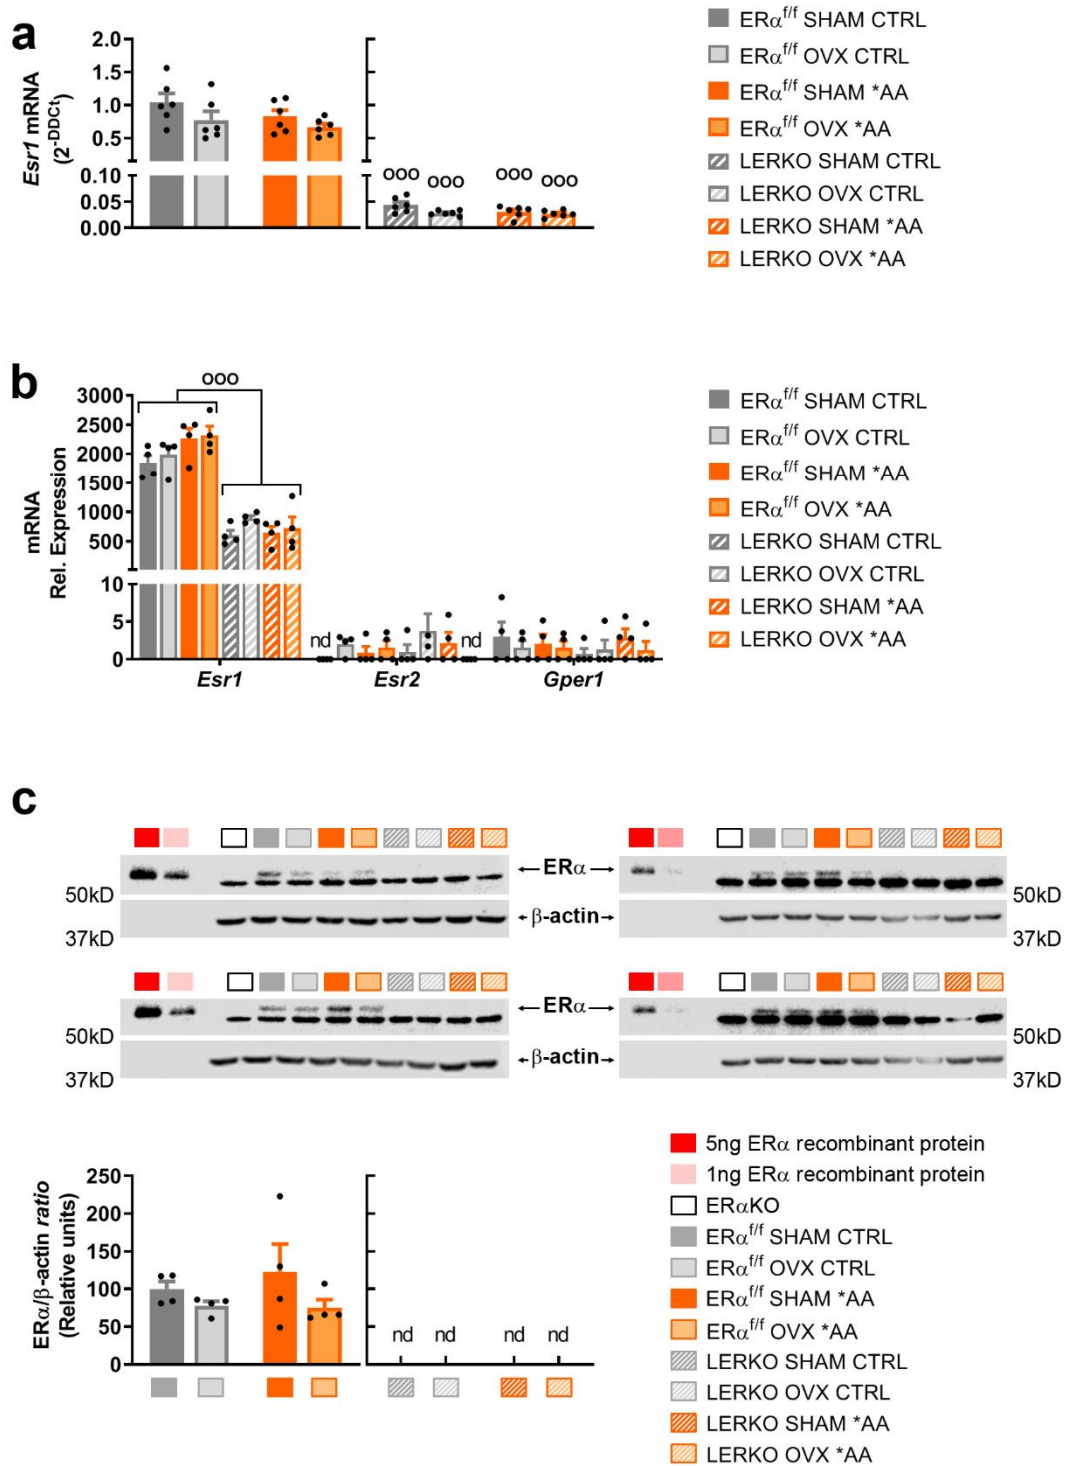 a
Esr1 mRNA
(2-DDCt)
2.0
1.5
1.0
0.5
0.10
0.05
0.00
ooo
ooo
ooo
ooo
ERαf/f SHAM CTRL
ERαf/f OVX CTRL
ERαf/f SHAM *AA
ERαf/f OVX *AA
LERKO SHAM CTRL
LERKO OVX CTRL
LERKO SHAM *AA
LERKO OVX *AA
b
mRNA
Rel. Expression
3000
2500
2000
1500
1000
500
10
5
0
ooo
nd
nd
Esr1
Esr2
Gper1
ERαf/f SHAM CTRL
ERαf/f OVX CTRL
ERαf/f SHAM *AA
ERαf/f OVX *AA
LERKO SHAM CTRL
LERKO OVX CTRL
LERKO SHAM *AA
LERKO OVX *AA
c
50kD
←ERα→
50kD
37kD
←β-actin→
37kD
50kD
←ERα→
50kD
37kD
←β-actin→
37kD
ERα/β-actin ratio
(Relative units)
250
200
150
100
50
0
nd
nd
nd
nd
5ng ERα recombinant protein
1ng ERα recombinant protein
ERαKO
ERαf/f SHAM CTRL
ERαf/f OVX CTRL
ERαf/f SHAM *AA
ERαf/f OVX *AA
LERKO SHAM CTRL
LERKO OVX CTRL
LERKO SHAM *AA
LERKO OVX *AA